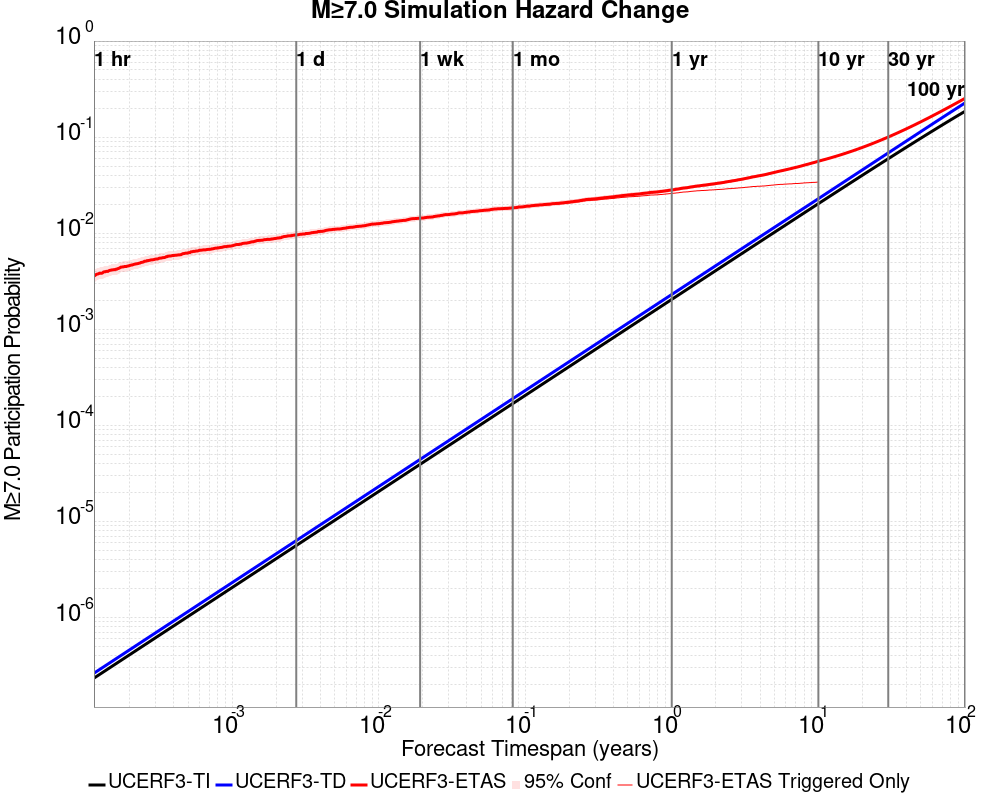 M≥7.0 Simulation Hazard Change
1 hr
1 d
1 wk
1 mo
1 yr
10 yr
30 yr
100 yr
M≥7.0 Participation Probability
10^0
10^-1
10^-2
10^-3
10^-4
10^-5
10^-6
10^-3
10^-2
10^-1
10^0
10^1
10^2
Forecast Timespan (years)
UCERF3-TI UCERF3-TD UCERF3-ETAS 95% Conf UCERF3-ETAS Triggered Only